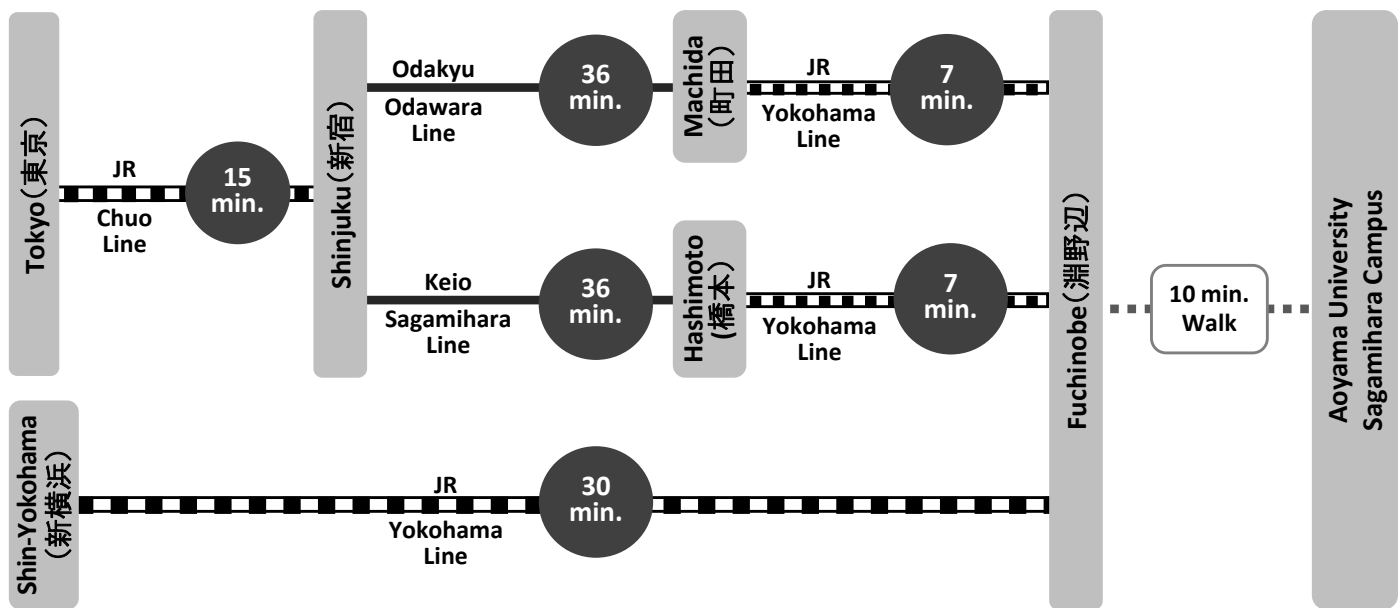 Tokyo(東京)
JR
Chuo
Line
15
min.
Shinjuku(新宿)
Odakyu
Odawara
Line
36
min.
Machida
(町田)
JR
Yokohama
Line
7
min.
Keio
Sagamihara
Line
36
min.
Hashimoto
(橋本)
JR
Yokohama
Line
7
min.
Shin-Yokohama
(新横浜)
JR
Yokohama
Line
30
min.
Fuchinobe(淵野辺)
10 min.
Walk
Aoyama University
Sagamihara Campus